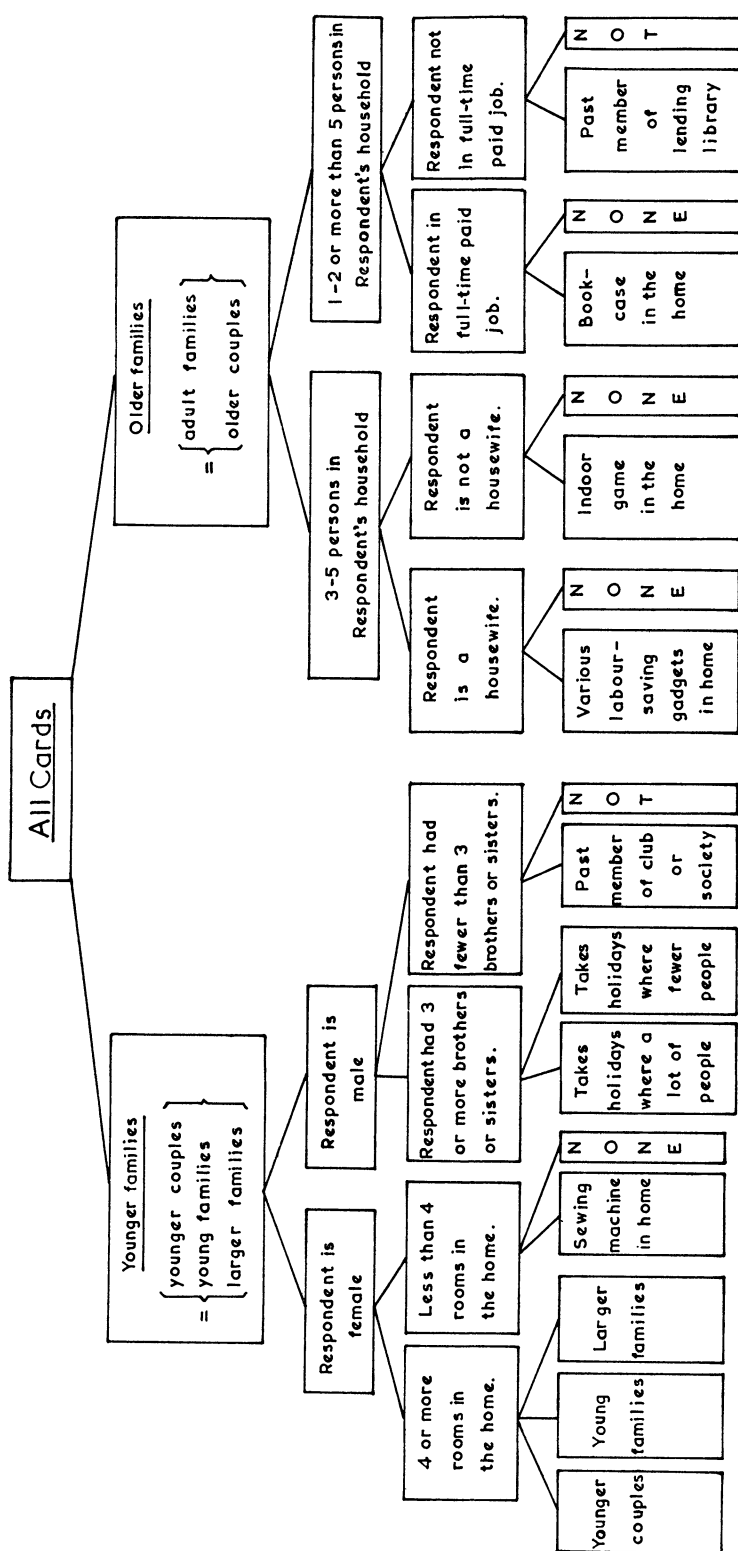 All Cards
Younger families
= { younger couples
young families
larger families }
Older families
= { adult families
older couples }
Respondent is
female
Respondent is
male
3-5 persons in
Respondent's household
1-2 or more than 5 persons in
Respondent's household
4 or more
rooms in
the home.
Less than 4
rooms in
the home.
Respondent had 3
or more brothers
or sisters.
Respondent had
fewer than 3
brothers or sisters.
Respondent
is a
housewife.
Respondent
is not a
housewife.
Respondent in
full-time paid
job.
Respondent not
in full-time
paid job.
Younger
couples
Young
families
Larger
families
Sewing
machine
in home
N
O
N
E
Takes
holidays
where a
lot of
people
Takes
holidays
where
fewer
people
Past
member
of club
or
society
N
O
T
Various
labour-
saving
gadgets
in home
N
O
N
E
Indoor
game
in the
home
N
O
N
E
Book-
case
in the
home
N
O
N
E
Past
member
of
lending
library
N
O
T